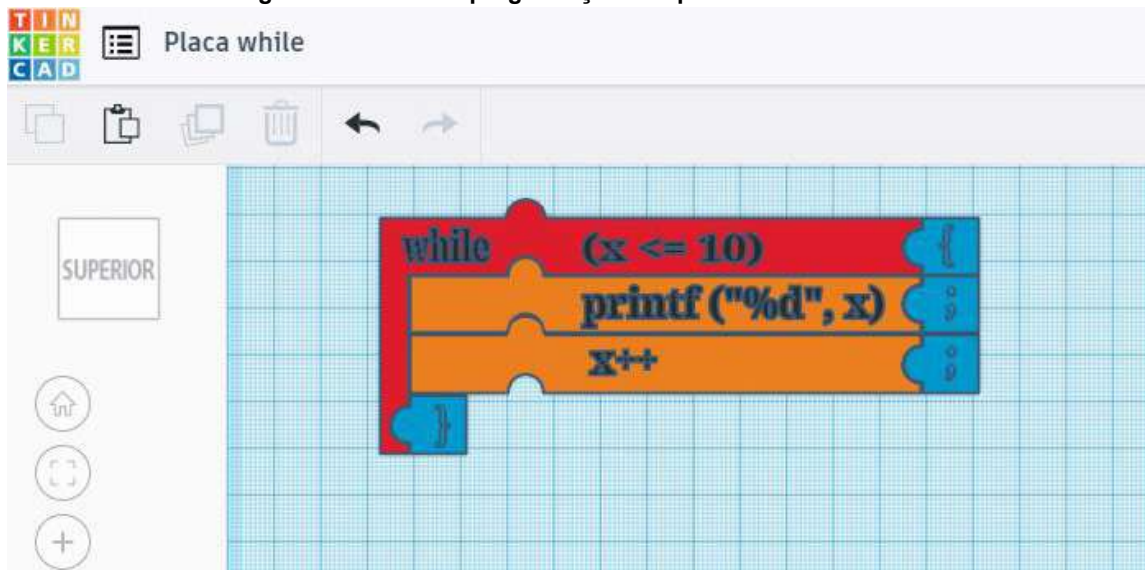 TIN
KER
CAD
Placa while
SUPERIOR
while (x <= 10) {
printf ("%d", x) ;
x++ ;
}